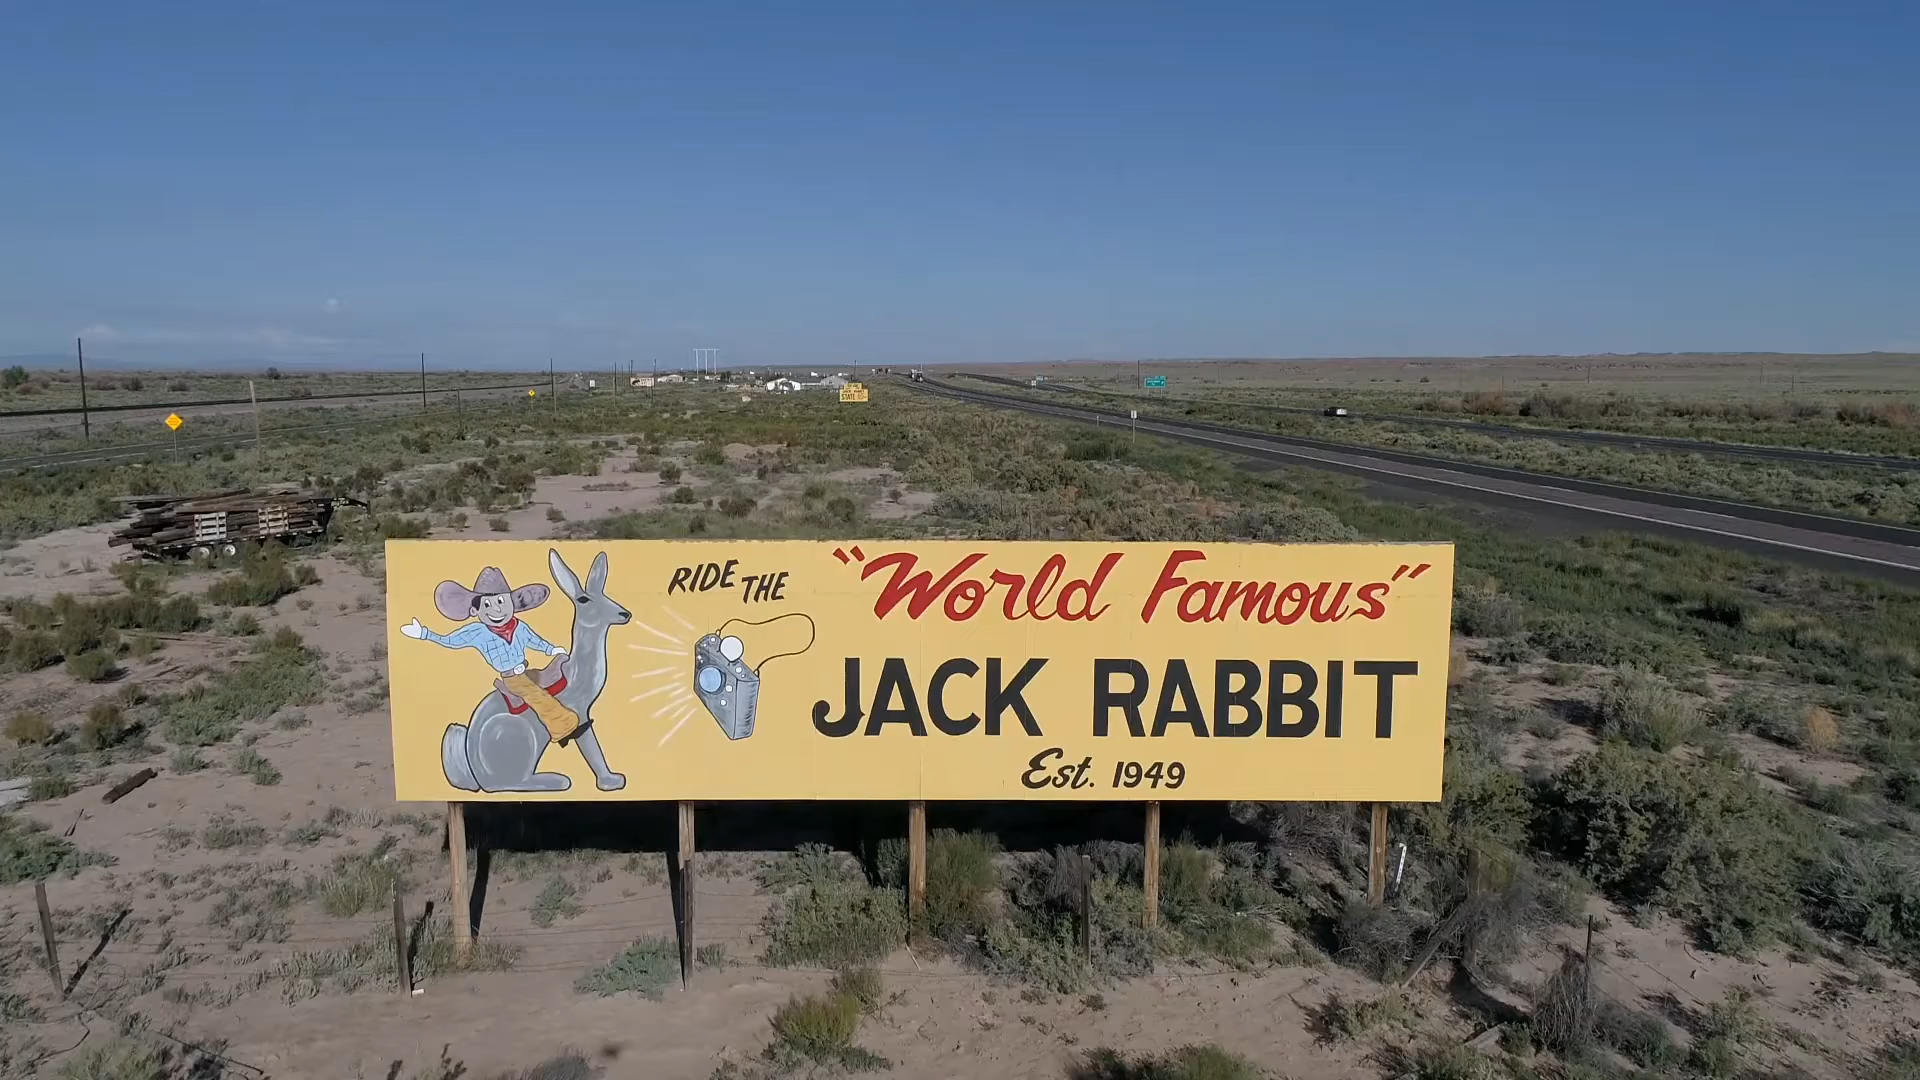 RIDE THE
"World Famous"
JACK RABBIT
Est. 1949